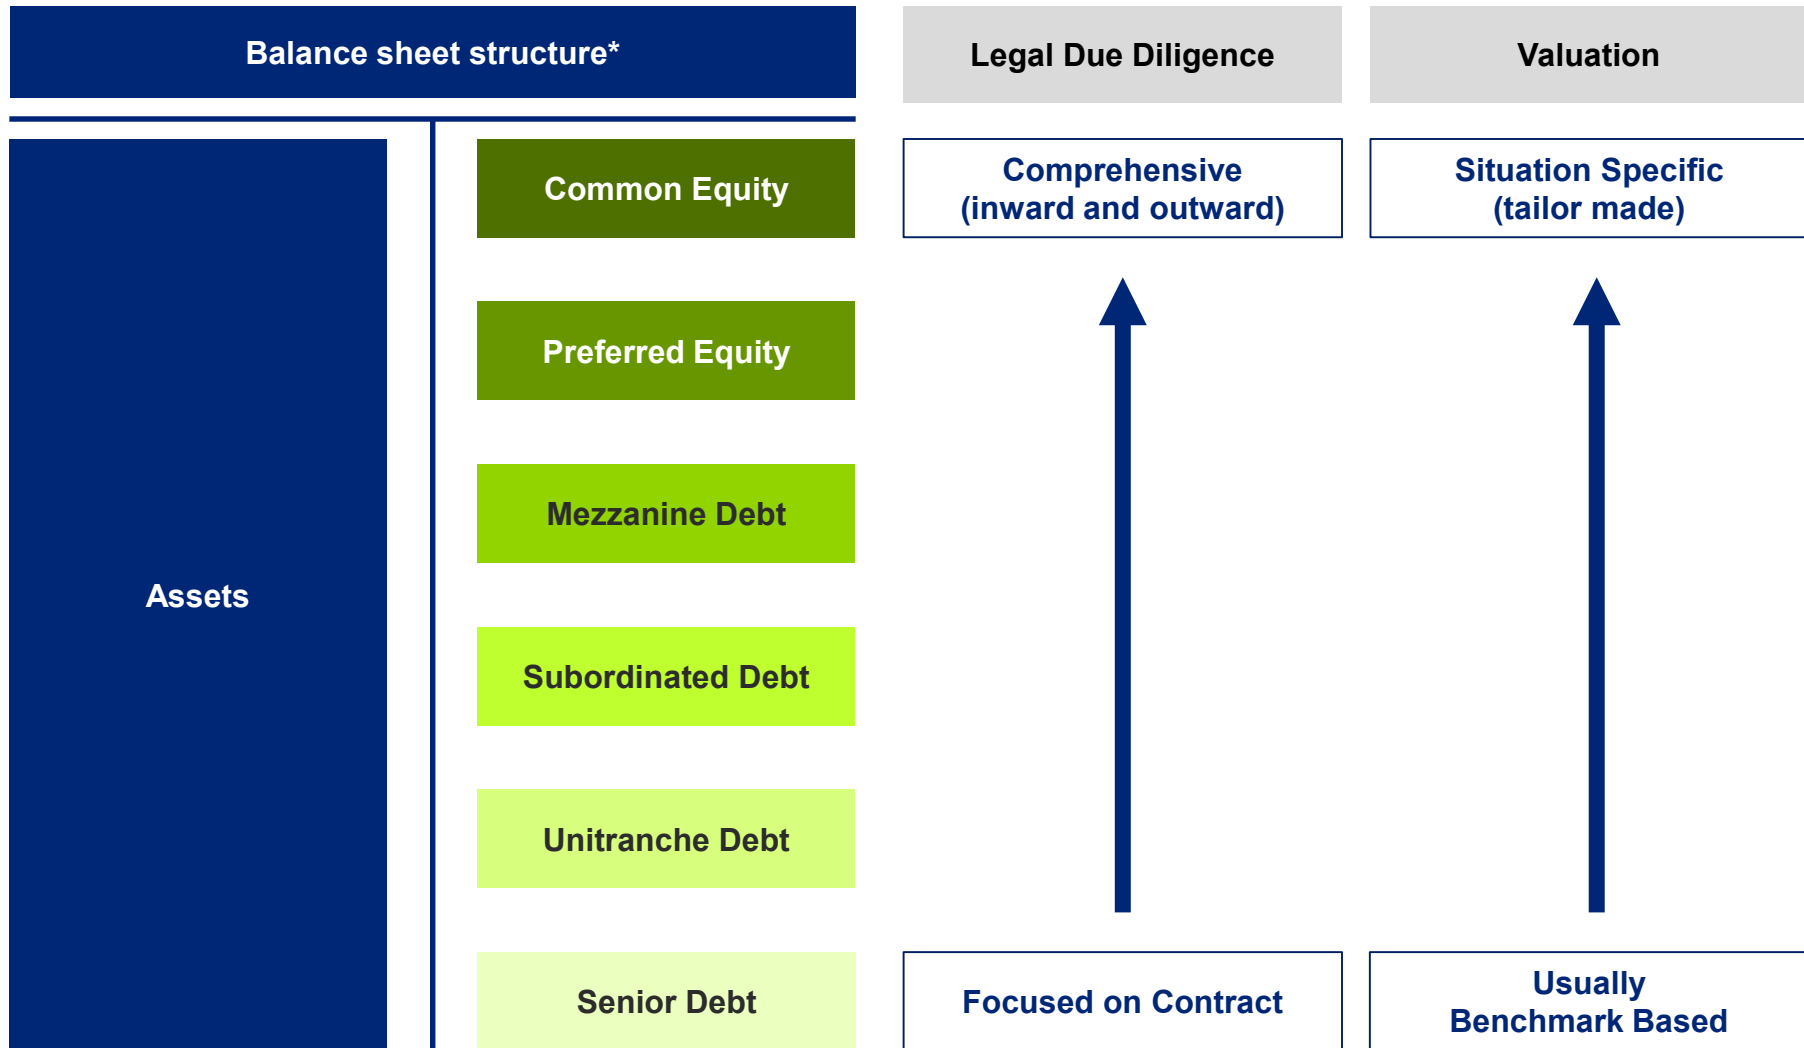 Balance sheet structure*
Legal Due Diligence
Valuation
Assets
Common Equity
Preferred Equity
Mezzanine Debt
Subordinated Debt
Unitranche Debt
Senior Debt
Comprehensive
(inward and outward)
Focused on Contract
Situation Specific
(tailor made)
Usually
Benchmark Based